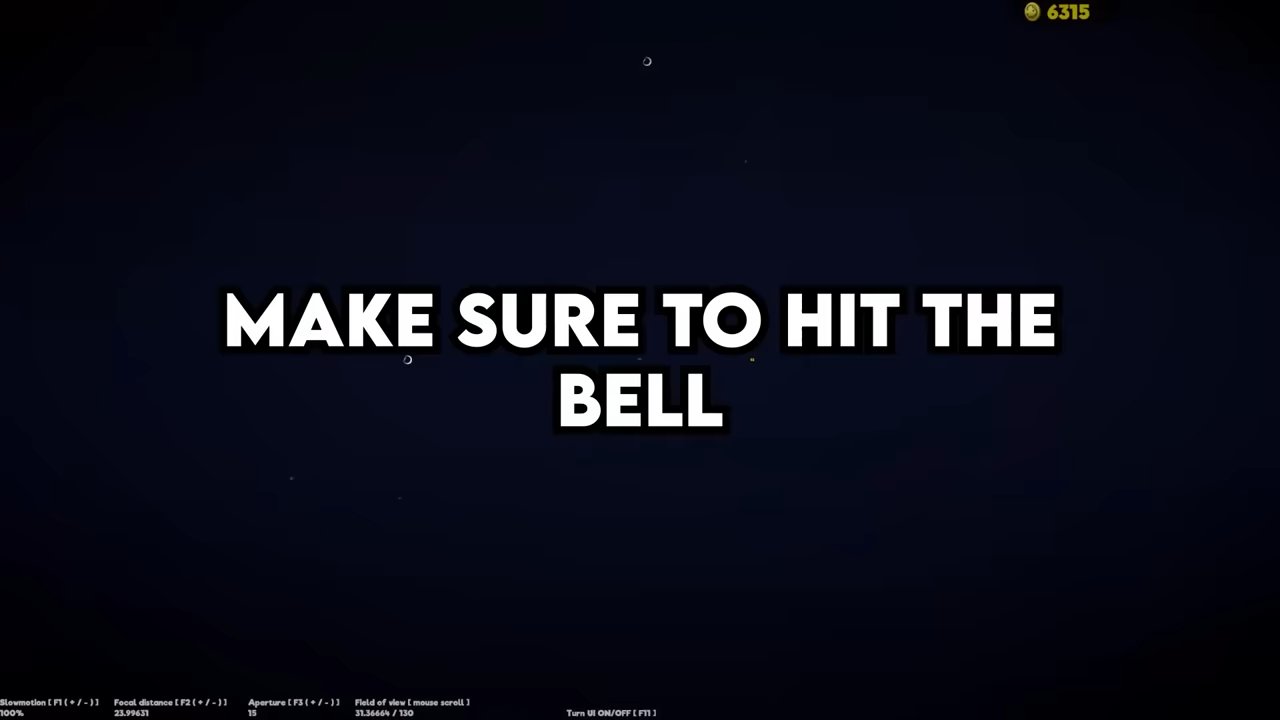 6315
MAKE SURE TO HIT THE
BELL
Slowmotion [ F1 ( + / - ) ] Focal distance [ F2 ( + / - ) ] Aperture [ F3 ( + / - ) ] Field of view [ mouse scroll ]
100% 23.99631 15 31.36664 / 130 Turn UI ON/OFF [ F11 ]